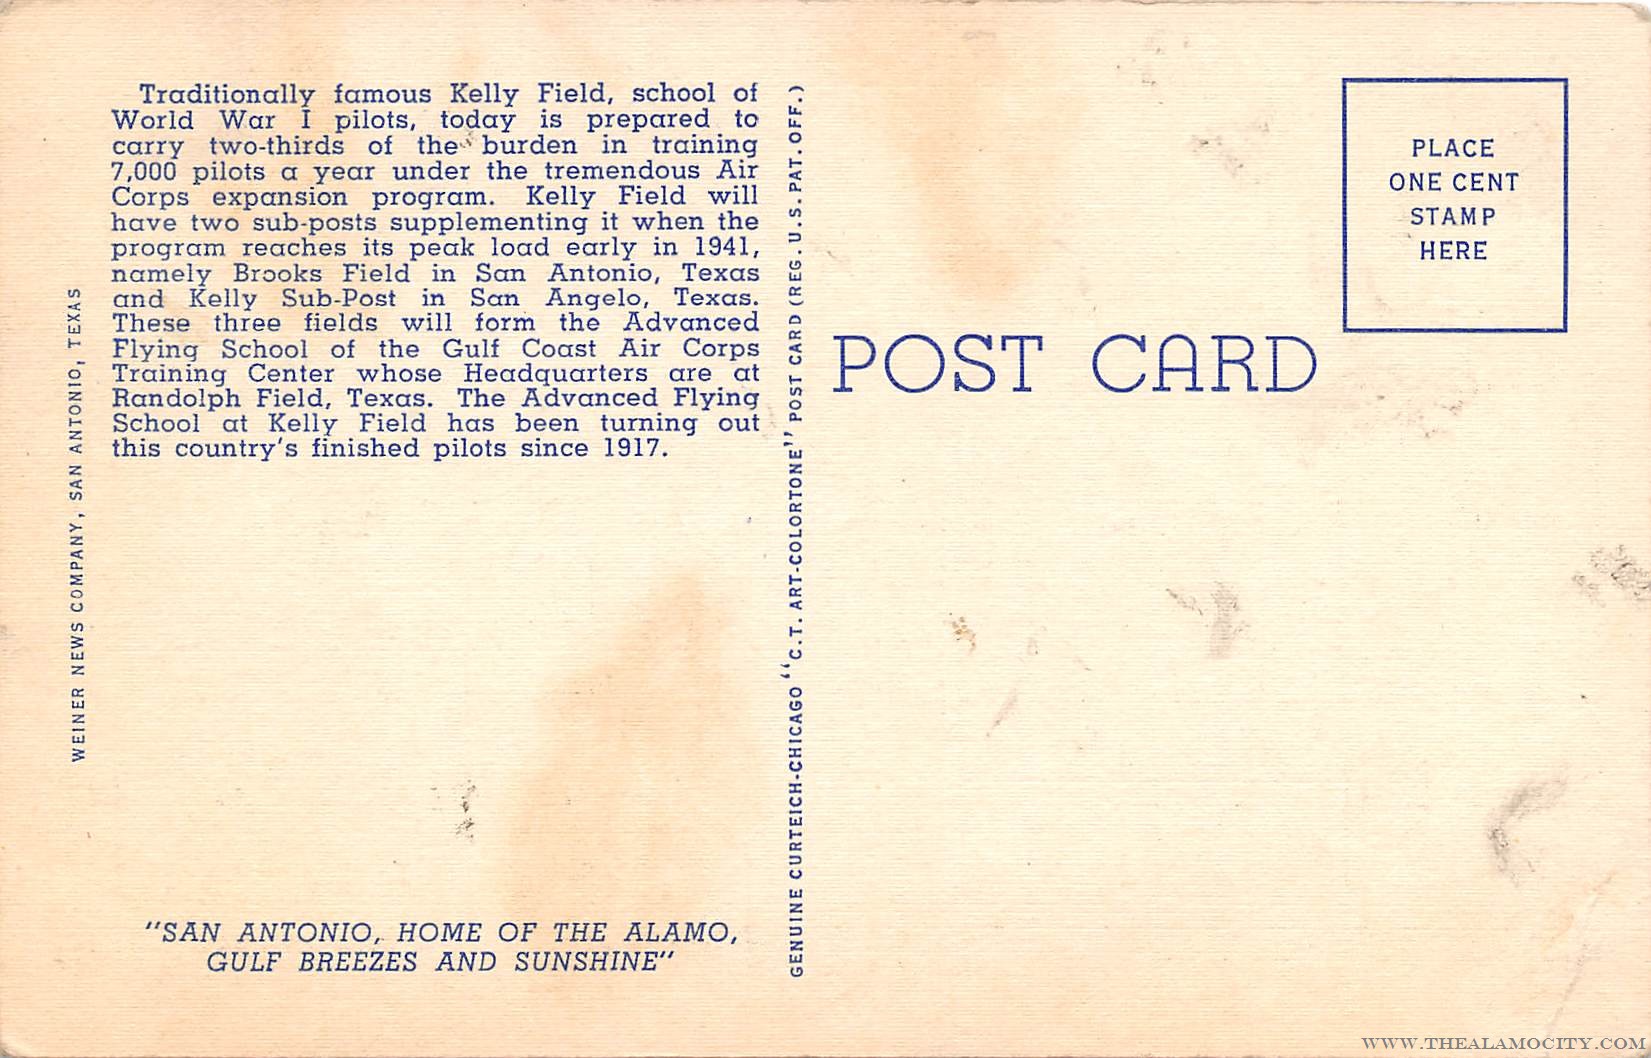 Traditionally famous Kelly Field, school of
World War I pilots, today is prepared to
carry two-thirds of the burden in training
7,000 pilots a year under the tremendous Air
Corps expansion program. Kelly Field will
have two sub-posts supplementing it when the
program reaches its peak load early in 1941,
namely Brooks Field in San Antonio, Texas
and Kelly Sub-Post in San Angelo, Texas.
These three fields will form the Advanced
Flying School of the Gulf Coast Air Corps
Training Center whose Headquarters are at
Randolph Field, Texas. The Advanced Flying
School at Kelly Field has been turning out
this country's finished pilots since 1917.
WEINER NEWS COMPANY, SAN ANTONIO, TEXAS
"SAN ANTONIO, HOME OF THE ALAMO,
GULF BREEZES AND SUNSHINE"
GENUINE CURTEICH-CHICAGO "C.T. ART-COLORTONE" POST CARD (REG. U.S. PAT. OFF.)
POST CARD
PLACE
ONE CENT
STAMP
HERE
WWW.THEALAMOCITY.COM